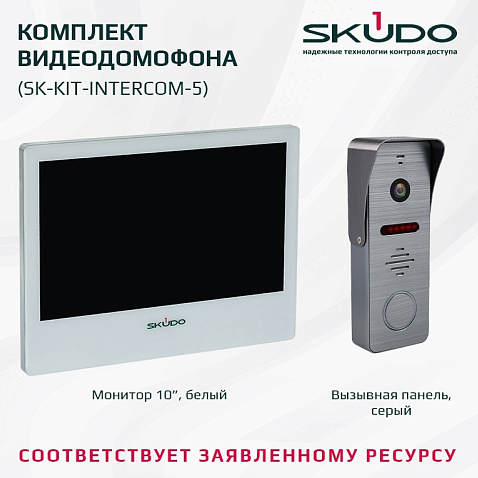 КОМПЛЕКТ
ВИДЕОДОМОФОНА
(SK-KIT-INTERCOM-5)
SKUDO
надежные технологии контроля доступа
SKUDO
Монитор 10”, белый
Вызывная панель,
серый
СООТВЕТСТВУЕТ ЗАЯВЛЕННОМУ РЕСУРСУ